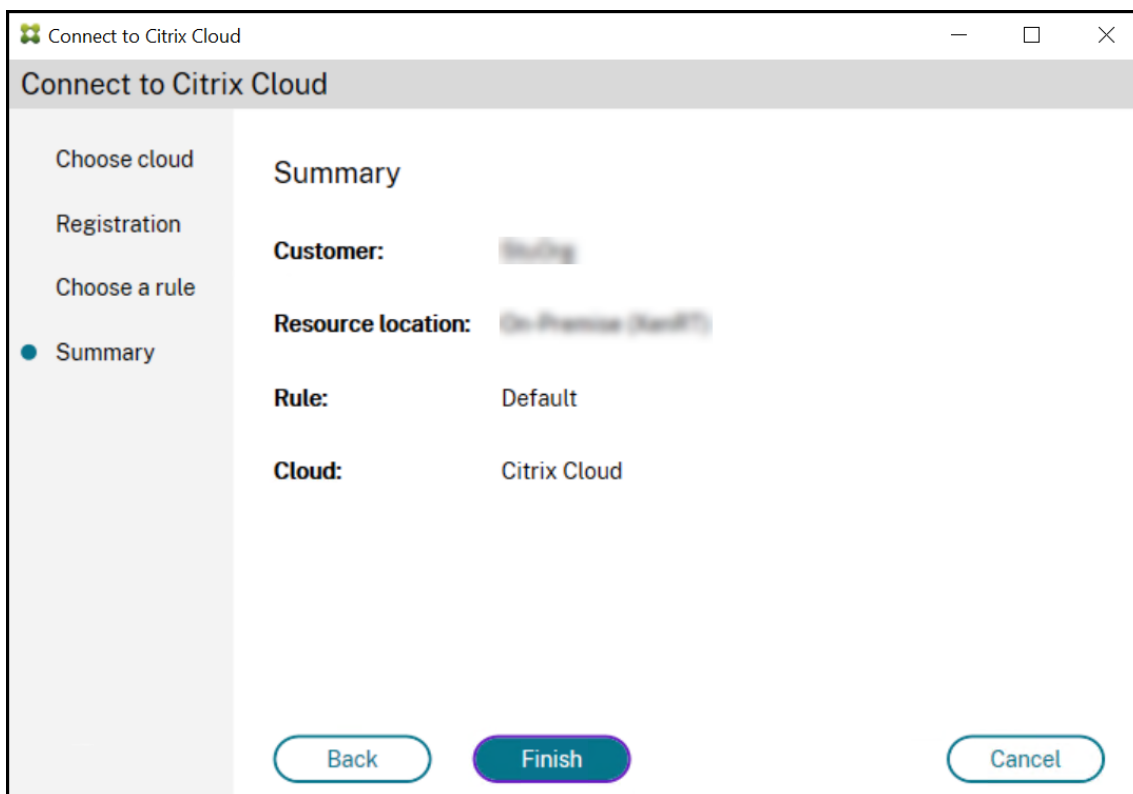 Connect to Citrix Cloud
Connect to Citrix Cloud
Choose cloud
Registration
Choose a rule
Summary
Summary
Customer:
Resource location:
Rule: Default
Cloud: Citrix Cloud
Back Finish Cancel